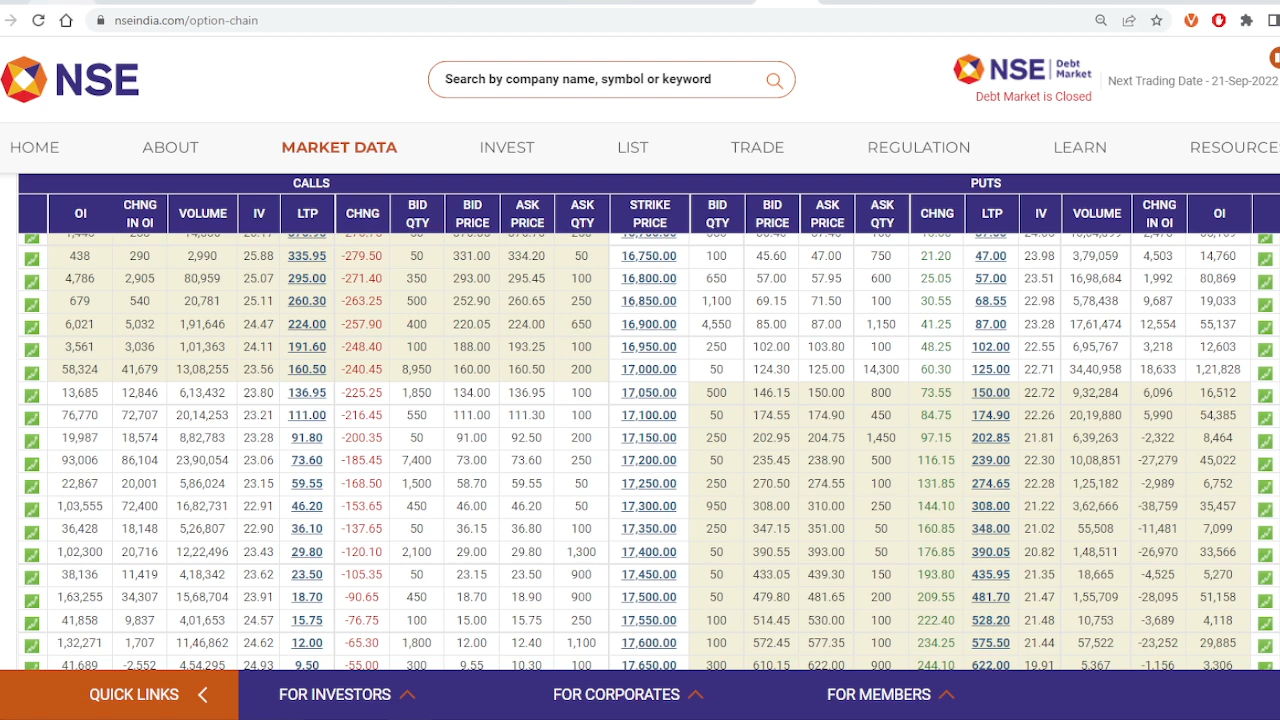 nseindia.com/option-chain
NSE
Search by company name, symbol or keyword
NSE Debt Market
Debt Market is Closed
Next Trading Date - 21-Sep-2022
HOME ABOUT MARKET DATA INVEST LIST TRADE REGULATION LEARN RESOURCE
CALLS PUTS
OI CHNG IN OI VOLUME IV LTP CHNG BID QTY BID PRICE ASK PRICE ASK QTY STRIKE PRICE BID QTY BID PRICE ASK PRICE ASK QTY CHNG LTP IV VOLUME CHNG IN OI OI
438 290 2,990 25.88 335.95 -279.50 50 331.00 334.20 50 16,750.00 100 45.60 47.00 750 21.20 47.00 23.98 3,79,059 4,503 14,760
4,786 2,905 80,959 25.07 295.00 -271.40 350 293.00 295.45 100 16,800.00 650 57.00 57.95 600 25.05 57.00 23.51 16,98,684 1,992 80,869
679 540 20,781 25.11 260.30 -263.25 500 252.90 260.65 250 16,850.00 1,100 69.15 71.50 100 30.55 68.55 22.98 5,78,438 9,687 19,033
6,021 5,032 1,91,646 24.47 224.00 -257.90 400 220.05 224.00 650 16,900.00 4,550 85.00 87.00 1,150 41.25 87.00 23.28 17,61,474 12,554 55,137
3,561 3,036 1,01,363 24.11 191.60 -248.40 100 188.00 193.25 100 16,950.00 250 102.00 103.80 100 48.25 102.00 22.55 6,95,767 3,218 12,603
58,324 41,679 13,08,255 23.56 160.50 -240.45 8,950 160.00 160.50 200 17,000.00 50 124.30 125.00 14,300 60.30 125.00 22.71 34,40,958 18,633 1,21,828
13,685 12,846 6,13,432 23.80 136.95 -225.25 1,850 134.00 136.95 100 17,050.00 500 146.15 150.00 800 73.55 150.00 22.72 9,32,284 6,096 16,512
76,770 72,707 20,14,253 23.21 111.00 -216.45 550 111.00 111.30 100 17,100.00 50 174.55 174.90 450 84.75 174.90 22.26 20,19,880 5,990 54,385
19,987 18,574 8,82,783 23.28 91.80 -200.35 50 91.00 92.50 100 17,150.00 250 202.95 204.75 1,450 97.15 202.85 21.81 6,39,263 -2,322 8,464
93,006 86,104 23,90,054 23.06 73.60 -185.45 7,400 73.00 73.60 250 17,200.00 50 235.45 238.90 500 116.15 239.00 22.30 10,08,851 -27,279 45,022
22,867 20,001 5,86,024 23.15 59.55 -168.50 1,500 58.70 59.55 50 17,250.00 250 270.50 274.55 100 131.85 274.65 22.28 1,25,182 -2,989 6,752
1,03,555 72,400 16,82,731 22.91 46.20 -153.65 450 46.00 46.20 50 17,300.00 950 308.00 310.00 250 144.10 308.00 21.22 3,62,666 -38,759 35,457
36,428 18,148 5,26,807 22.90 36.10 -137.65 50 36.15 36.80 100 17,350.00 250 347.15 351.00 50 160.85 348.00 21.02 55,508 -11,481 7,099
1,02,300 20,716 12,22,496 23.43 29.80 -120.10 2,100 29.00 29.80 1,300 17,400.00 50 390.55 393.00 50 176.85 390.05 20.82 1,48,511 -26,970 33,566
38,136 11,419 4,18,342 23.62 23.50 -105.35 50 23.15 23.50 900 17,450.00 50 433.05 439.30 150 193.80 435.95 21.35 18,665 -4,525 5,270
1,63,255 34,307 15,68,704 23.91 18.70 -90.65 450 18.70 18.90 900 17,500.00 50 479.80 481.65 200 209.55 481.70 21.47 1,55,709 -28,095 51,158
41,858 9,837 4,01,653 24.57 15.75 -76.75 100 15.00 15.75 250 17,550.00 100 514.45 530.00 100 222.40 528.20 21.48 10,753 -3,689 4,118
1,32,271 1,707 11,46,862 24.62 12.00 -65.30 1,800 12.00 12.40 1,100 17,600.00 100 572.45 577.35 100 234.25 575.50 21.44 57,522 -23,252 29,885
41,689 -2,552 4,54,295 24.93 9.50 -55.00 300 9.55 10.30 100 17,650.00 300 610.15 622.00 900 244.10 622.00 19.91 5,367 -1,156 3,306
QUICK LINKS FOR INVESTORS FOR CORPORATES FOR MEMBERS